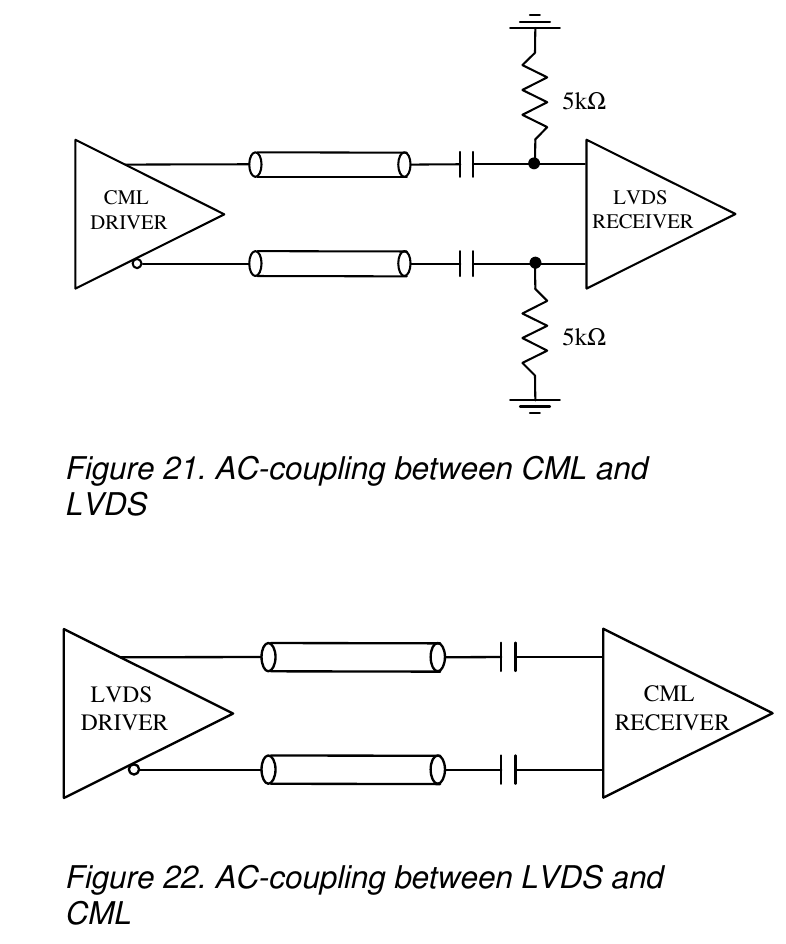 5kΩ
CML
DRIVER
LVDS
RECEIVER
5kΩ
Figure 21. AC-coupling between CML and
LVDS
LVDS
DRIVER
CML
RECEIVER
Figure 22. AC-coupling between LVDS and
CML